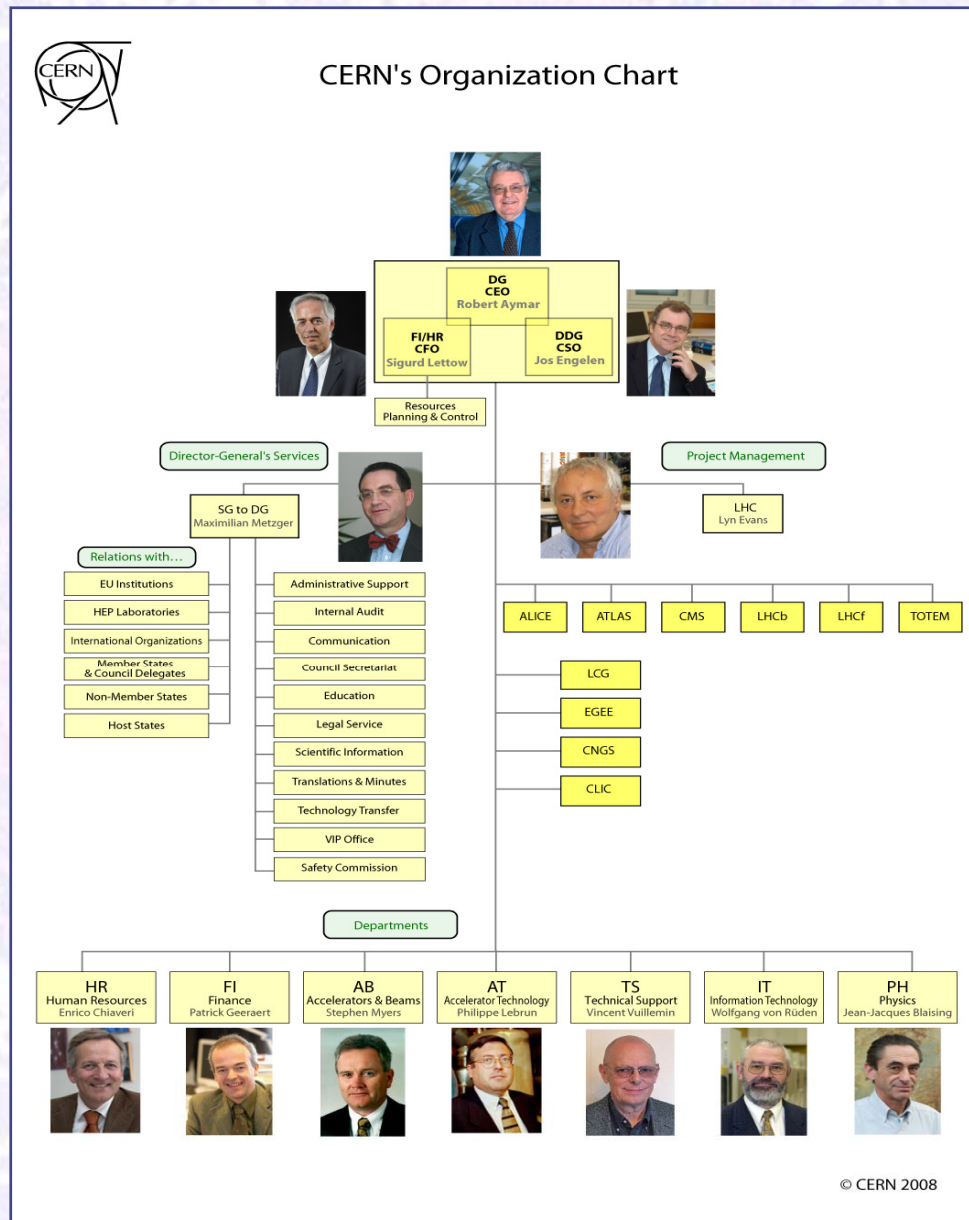 CERN
CERN's Organization Chart
DG
CEO
Robert Aymar
FI/HR
CFO
Sigurd Lettow
DDG
CSO
Jos Engelen
Resources
Planning & Control
Director-General's Services
Project Management
SG to DG
Maximilian Metzger
LHC
Lyn Evans
Relations with...
EU Institutions
HEP Laboratories
International Organizations
Member States
& Council Delegates
Non-Member States
Host States
Administrative Support
Internal Audit
Communication
Council Secretariat
Education
Legal Service
Scientific Information
Translations & Minutes
Technology Transfer
VIP Office
Safety Commission
ALICE
ATLAS
CMS
LHCb
LHCf
TOTEM
LCG
EGEE
CNGS
CLIC
Departments
HR
Human Resources
Enrico Chiaveri
FI
Finance
Patrick Geeraert
AB
Accelerators & Beams
Stephen Myers
AT
Accelerator Technology
Philippe Lebrun
TS
Technical Support
Vincent Vuillemin
IT
Information Technology
Wolfgang von Rüden
PH
Physics
Jean-Jacques Blaising
© CERN 2008